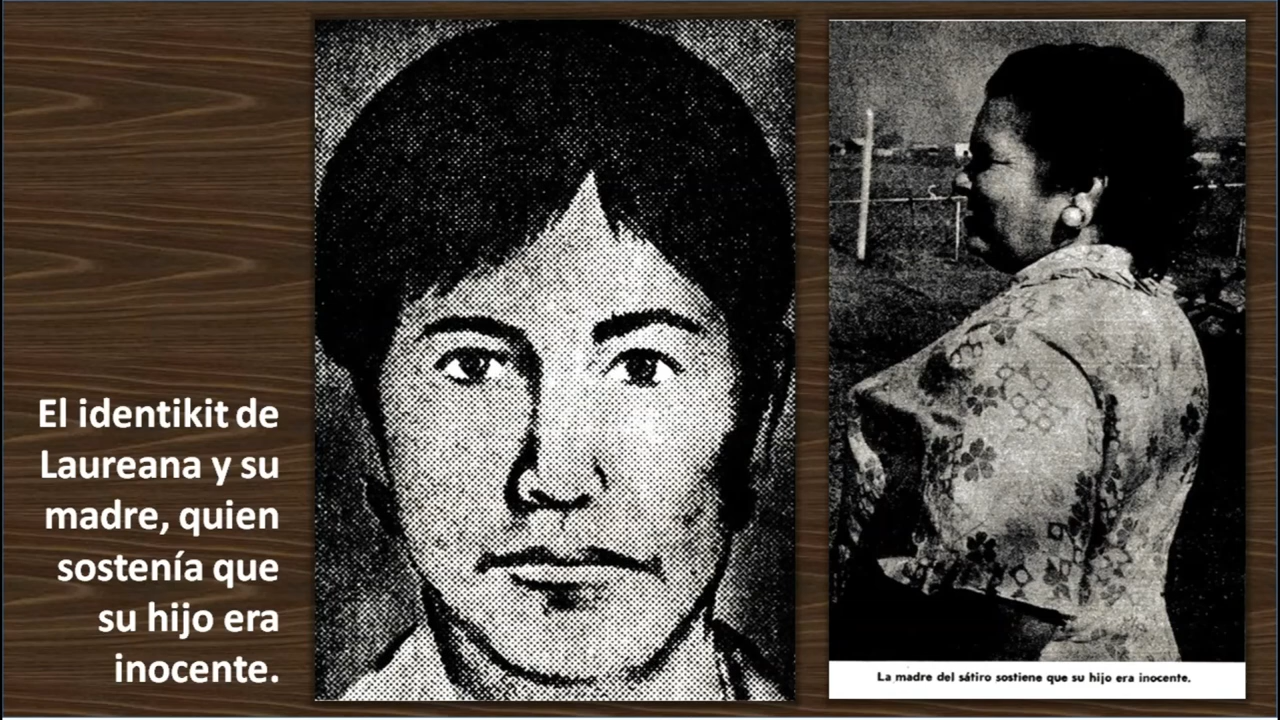 El identikit de
Laureana y su
madre, quien
sostenía que
su hijo era
inocente.
La madre del sátiro sostiene que su hijo era inocente.